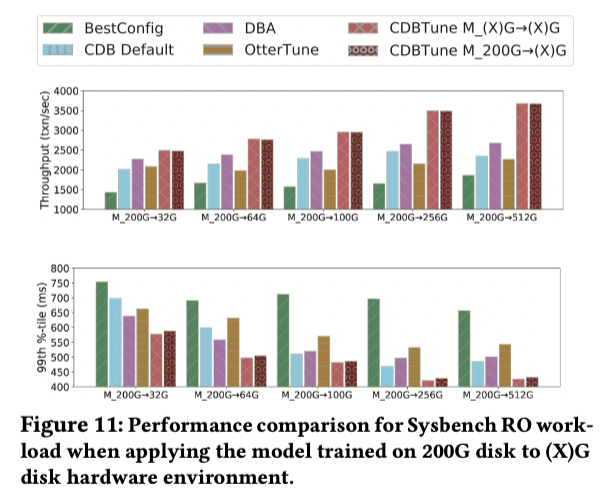 BestConfig DBA CDBTune M_(X)G→(X)G
CDB Default OtterTune CDBTune M_200G→(X)G
Throughput (txn/sec)
4000
3500
3000
2500
2000
1500
1000
M_200G→32G M_200G→64G M_200G→100G M_200G→256G M_200G→512G
99th %-tile (ms)
800
750
700
650
600
550
500
450
400
M_200G→32G M_200G→64G M_200G→100G M_200G→256G M_200G→512G
Figure 11: Performance comparison for Sysbench RO work-
load when applying the model trained on 200G disk to (X)G
disk hardware environment.